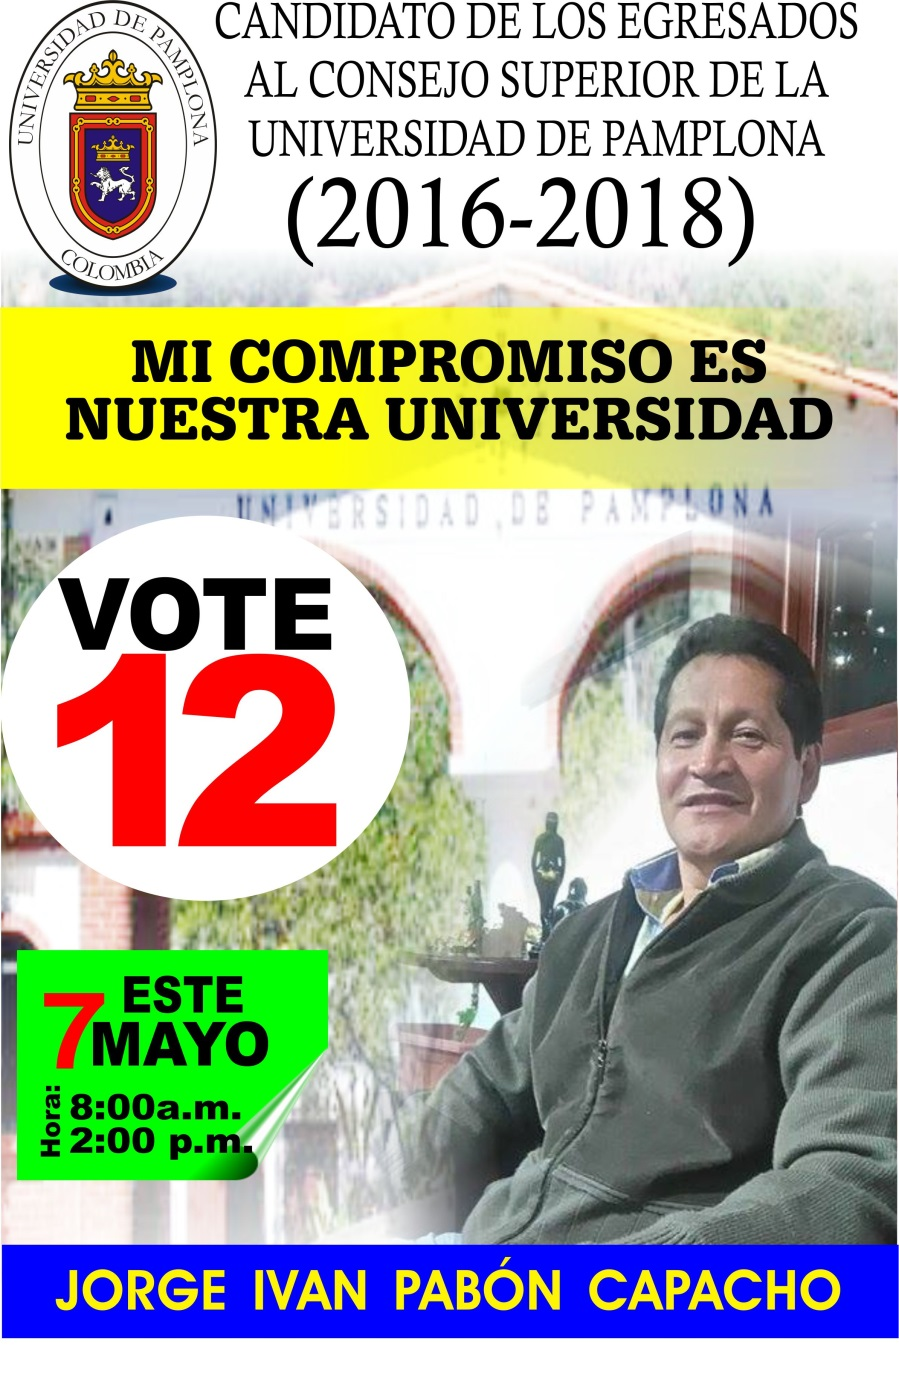 UNIVERSIDAD DE PAMPLONA
COLOMBIA
CANDIDATO DE LOS EGRESADOS
AL CONSEJO SUPERIOR DE LA
UNIVERSIDAD DE PAMPLONA
(2016-2018)
MI COMPROMISO ES
NUESTRA UNIVERSIDAD
UNIVERSIDAD DE PAMPLONA
VOTE
12
ESTE
7 MAYO
Hora: 8:00a.m.
2:00 p.m.
JORGE IVAN PABÓN CAPACHO